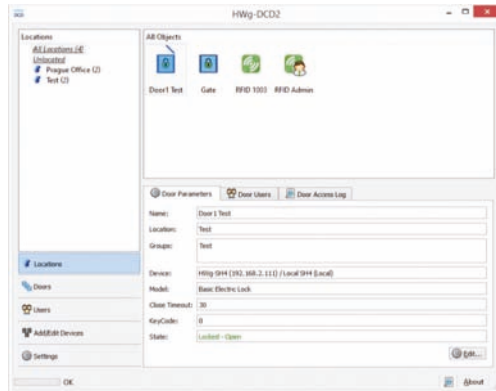 HWg-DCD2
Locations
All Locations (4)
Unlocated
Prague Office (2)
Test (2)
Locations
Doors
Users
Add/Edit Devices
Settings
OK
All Objects
Door1 Test
Gate
RFID 1003
RFID Admin
Door Parameters
Door Users
Door Access Log
Name: Door1 Test
Location: Test
Groups: Test
Device: HWg-SH4 (192.168.2.111) / Local SH4 (Local)
Model: Basic Electric Lock
Close Timeout: 30
KeyCode: 0
State: Locked - Open
Edit...
About